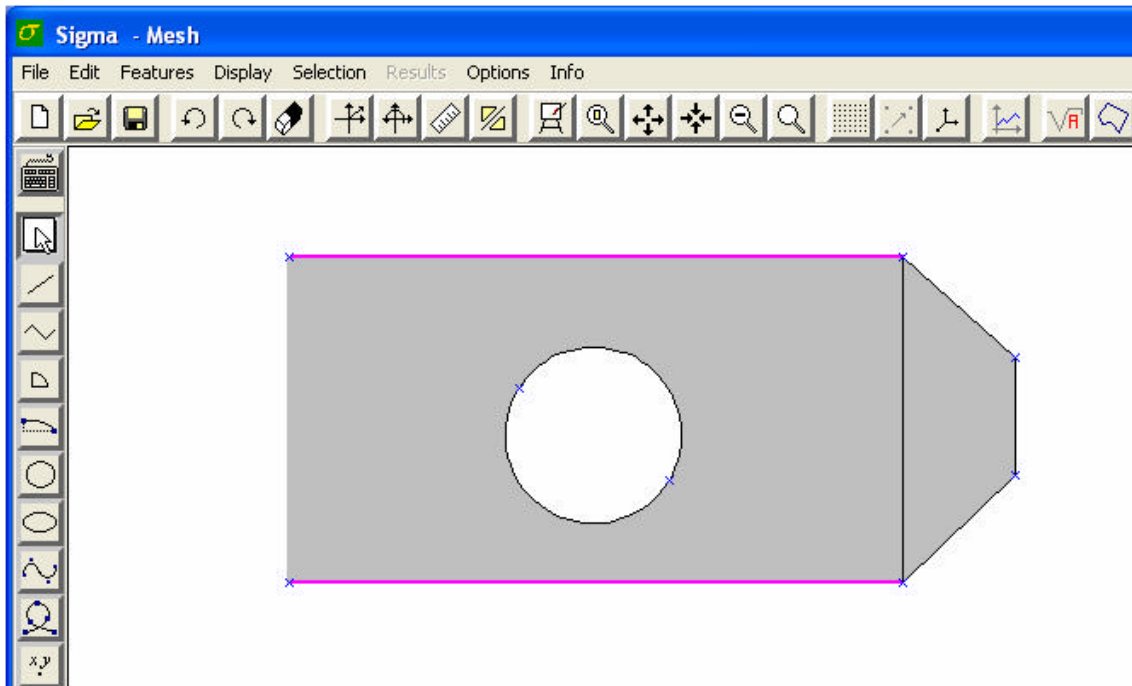 σ Sigma - Mesh
File Edit Features Display Selection Results Options Info
A
x,y